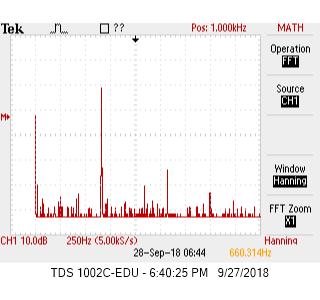 Tek ?? Pos: 1.000kHz MATH
Operation
FFT
Source
CH1
M
Window
Hanning
FFT Zoom
X1
CH1 10.0dB 250Hz (5.00kS/s) Hanning
28-Sep-18 06:44 660.314Hz
TDS 1002C-EDU - 6:40:25 PM 9/27/2018